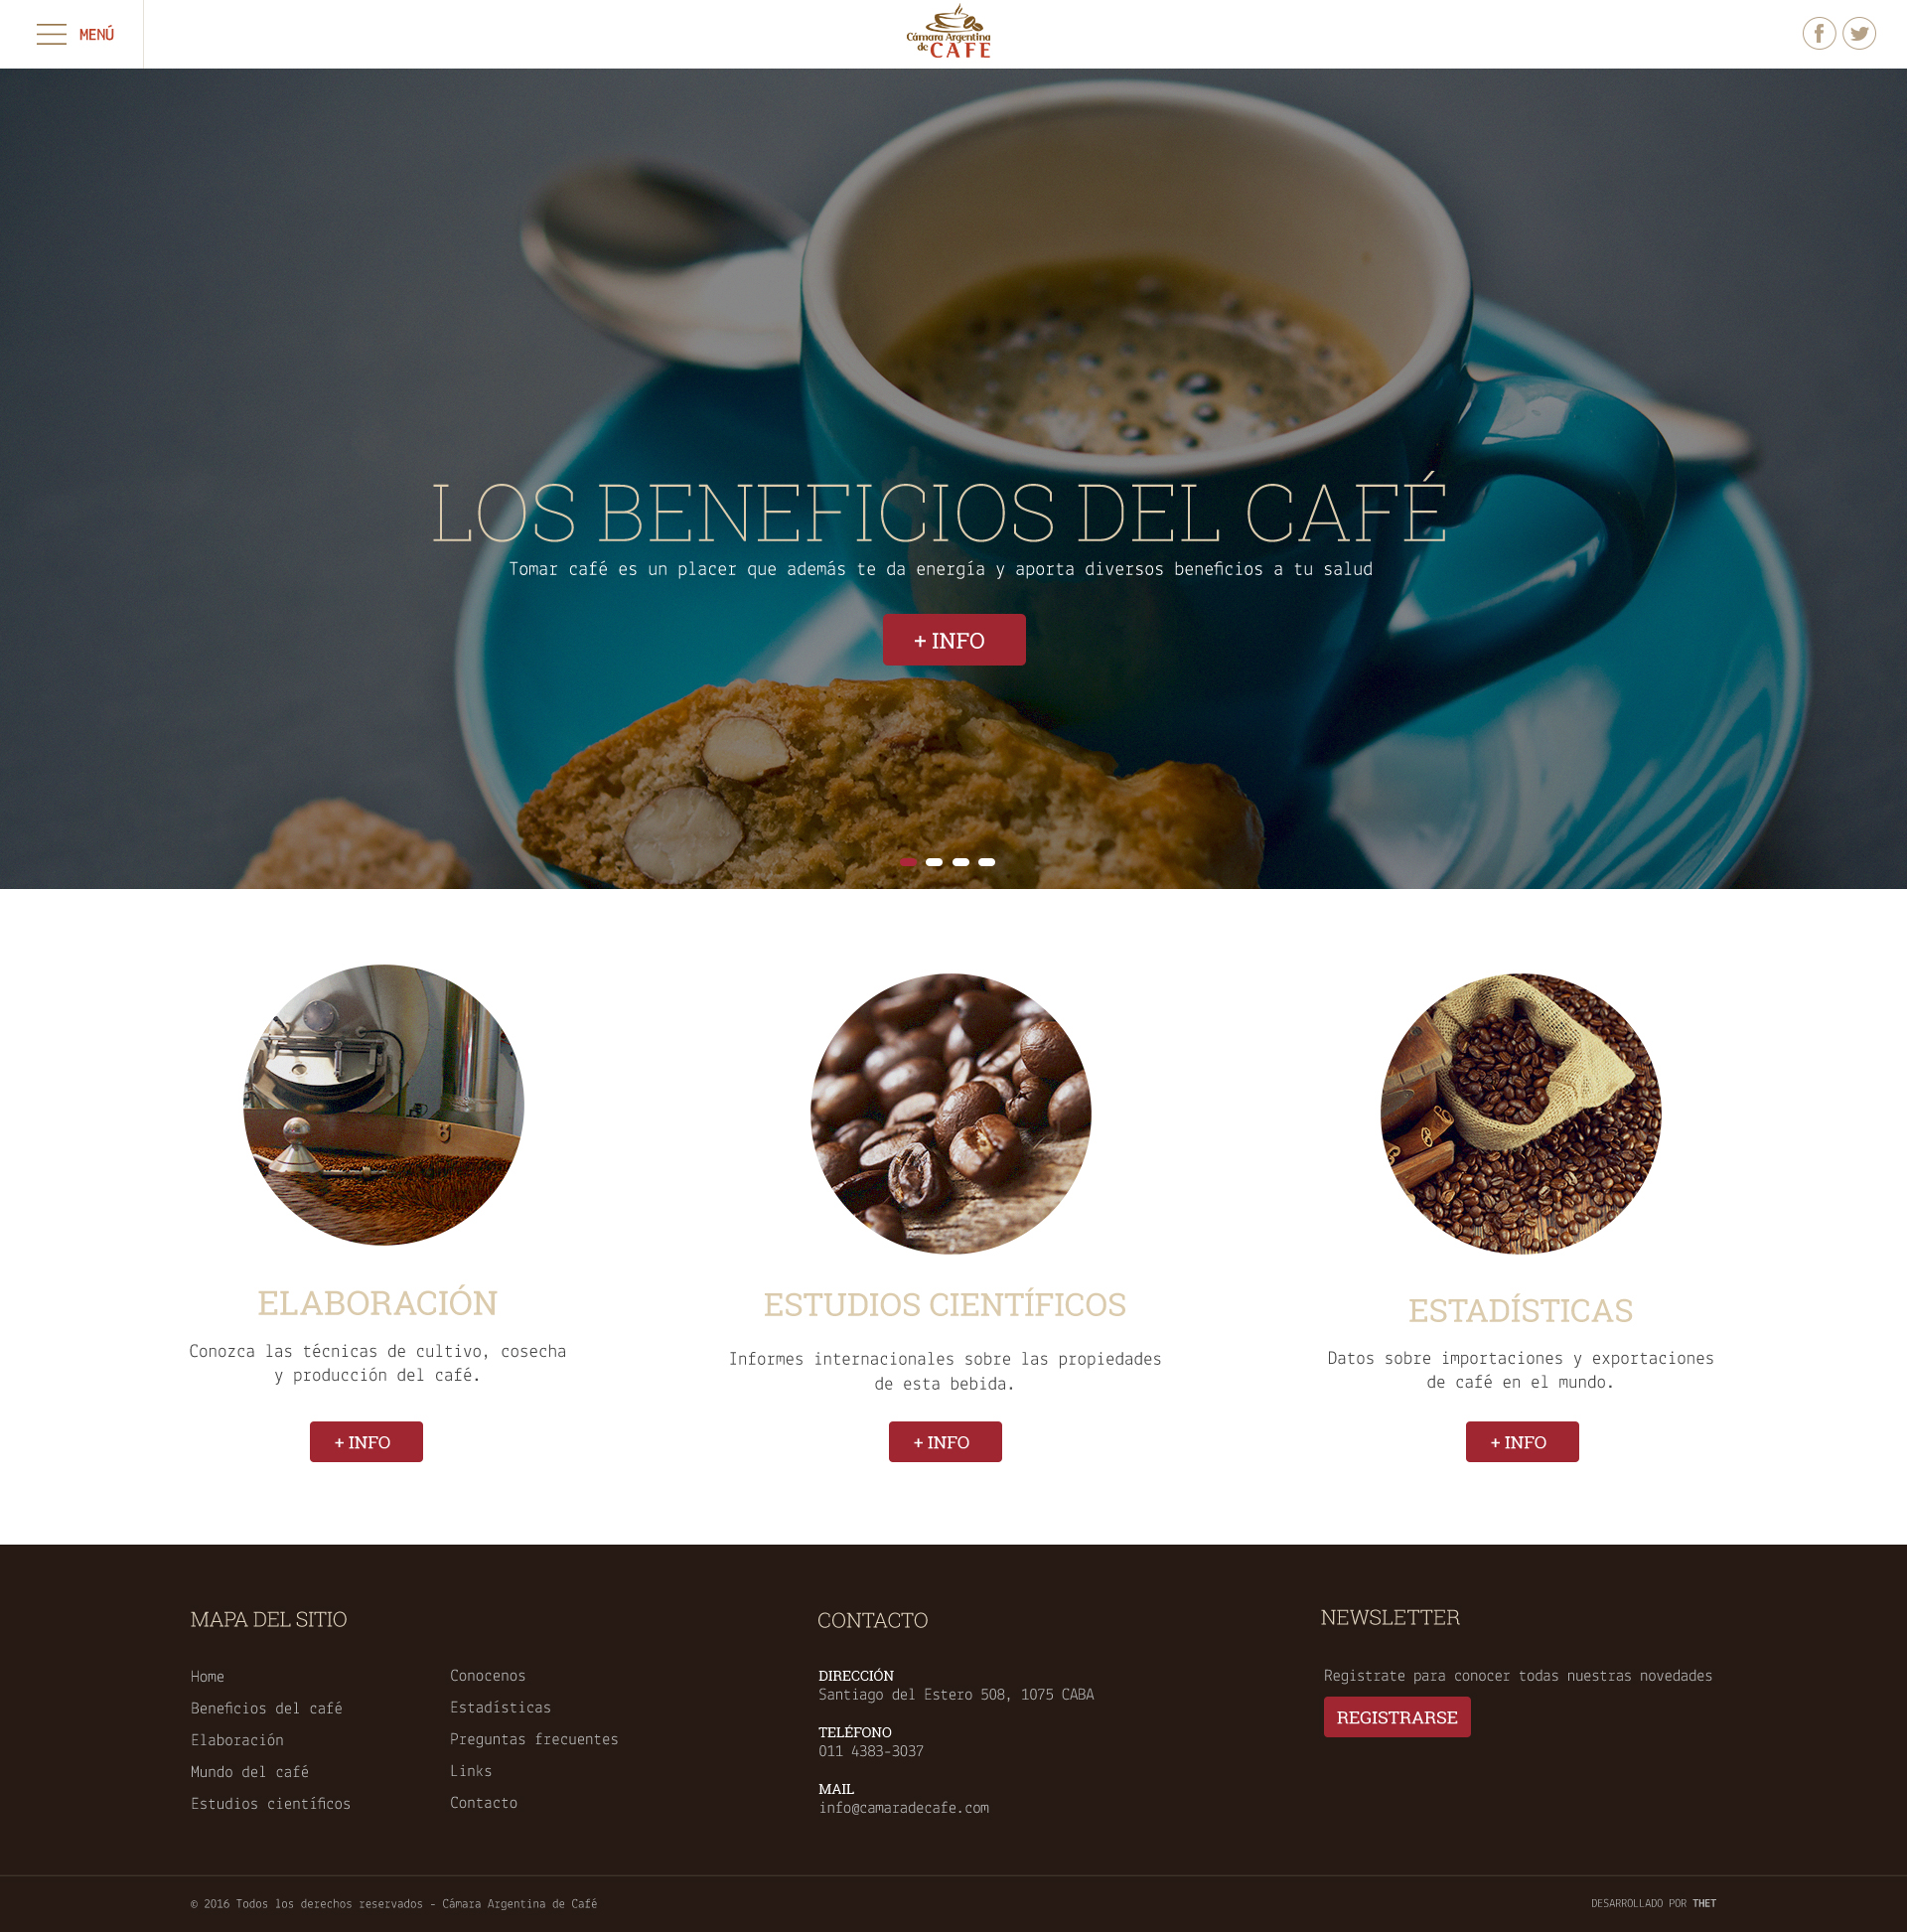 MENÚ
Cámara Argentina
de CAFE
LOS BENEFICIOS DEL CAFÉ
Tomar café es un placer que además te da energía y aporta diversos beneficios a tu salud
+ INFO
ELABORACIÓN
Conozca las técnicas de cultivo, cosecha
y producción del café.
+ INFO
ESTUDIOS CIENTÍFICOS
Informes internacionales sobre las propiedades
de esta bebida.
+ INFO
ESTADÍSTICAS
Datos sobre importaciones y exportaciones
de café en el mundo.
+ INFO
MAPA DEL SITIO
Home
Beneficios del café
Elaboración
Mundo del café
Estudios científicos
Conocenos
Estadísticas
Preguntas frecuentes
Links
Contacto
CONTACTO
DIRECCIÓN
Santiago del Estero 508, 1075 CABA
TELÉFONO
011 4383-3037
MAIL
info@camaradecafe.com
NEWSLETTER
Registrate para conocer todas nuestras novedades
REGISTRARSE
© 2016 Todos los derechos reservados - Cámara Argentina de Café
DESARROLLADO POR THET